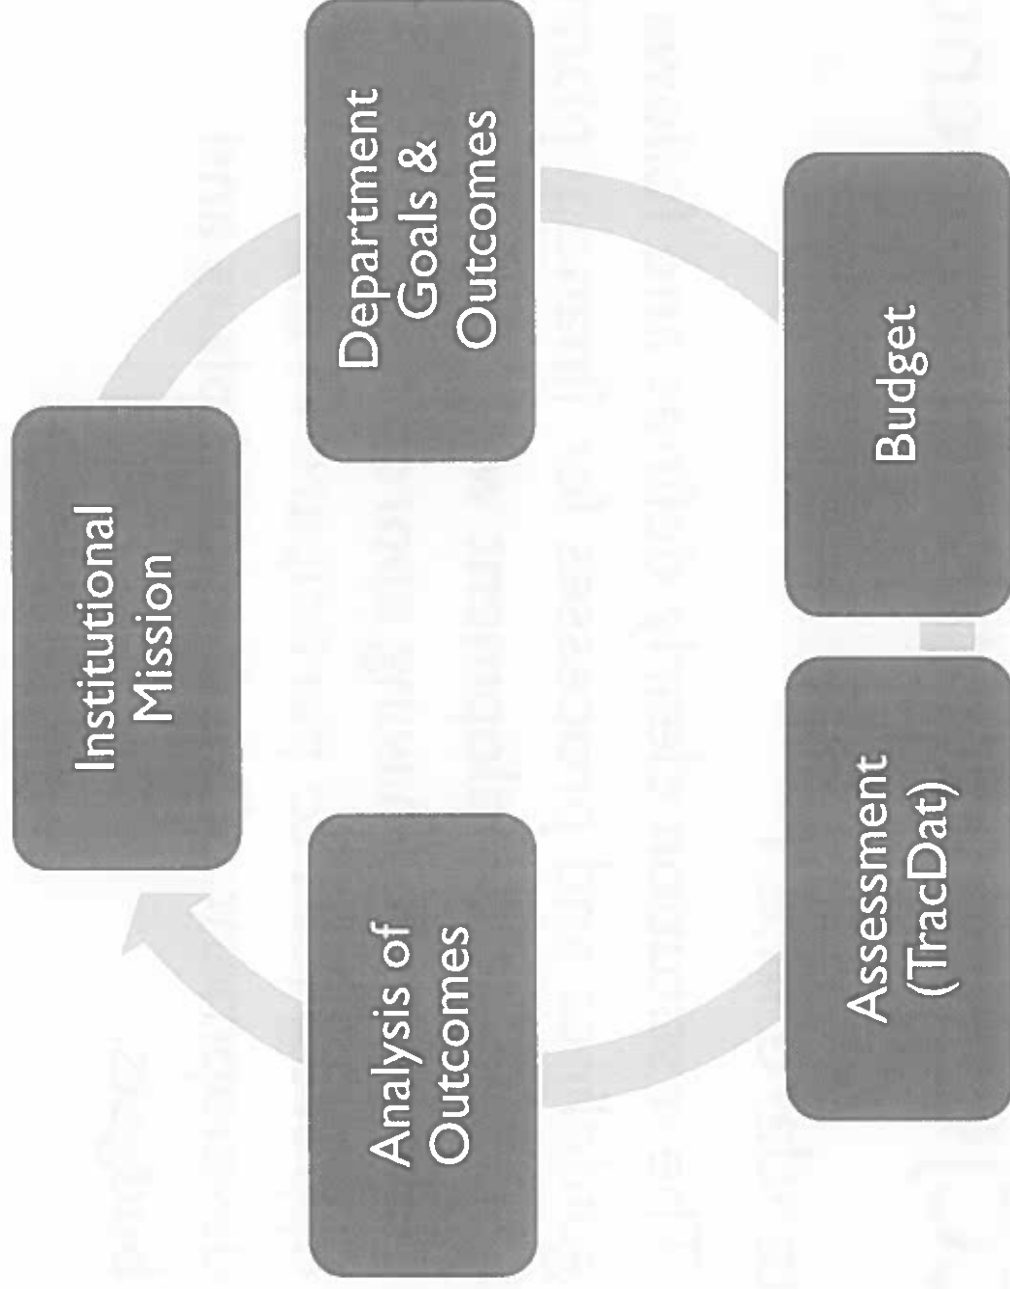 Institutional
Mission
Department
Goals &
Outcomes
Budget
Assessment
(TracDat)
Analysis of
Outcomes